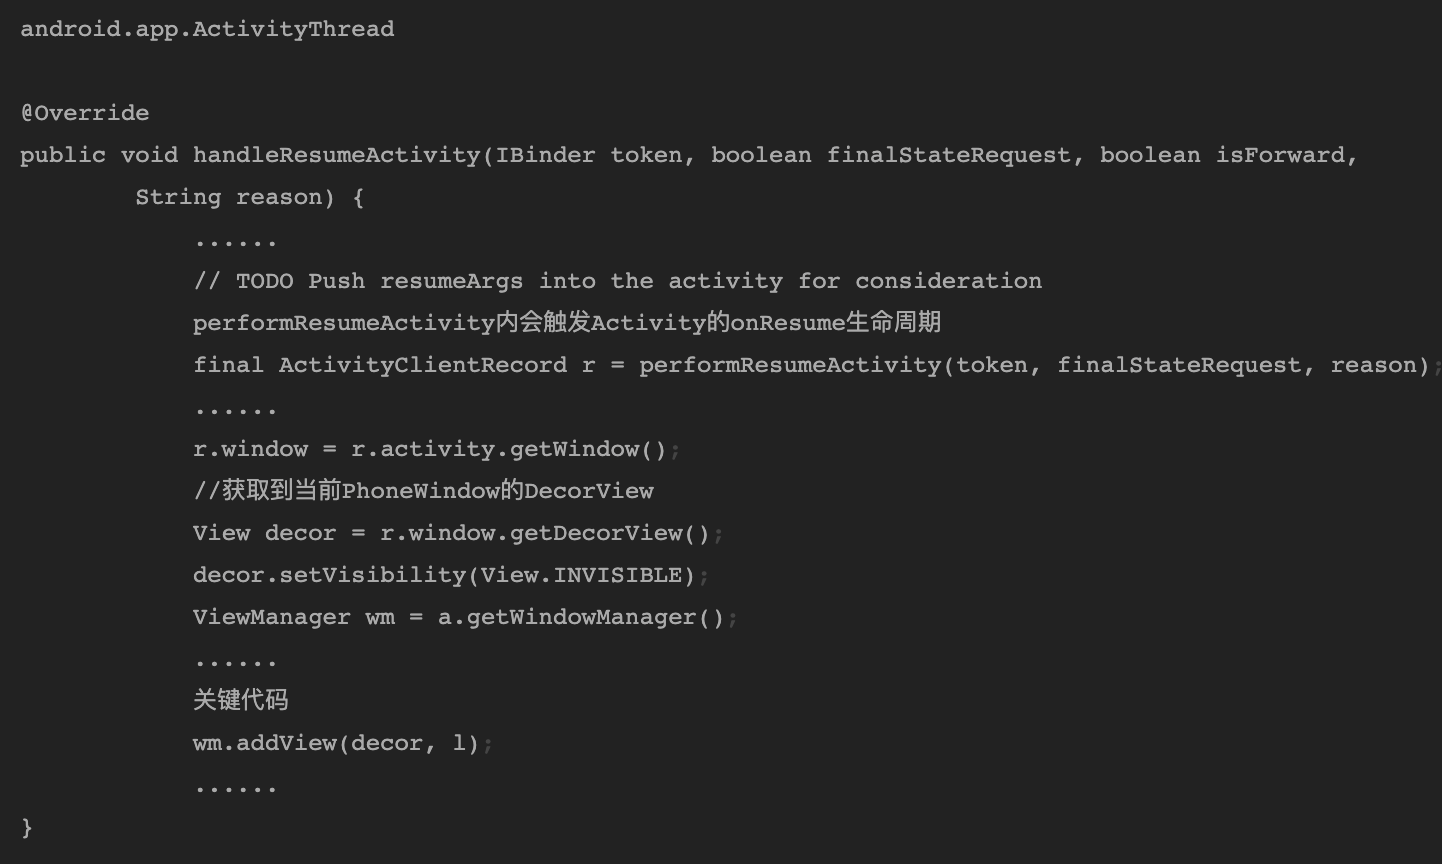 android.app.ActivityThread
@Override
public void handleResumeActivity(IBinder token, boolean finalStateRequest, boolean isForward,
String reason) {
......
// TODO Push resumeArgs into the activity for consideration
performResumeActivity内会触发Activity的onResume生命周期
final ActivityClientRecord r = performResumeActivity(token, finalStateRequest, reason);
......
r.window = r.activity.getWindow();
//获取到当前PhoneWindow的DecorView
View decor = r.window.getDecorView();
decor.setVisibility(View.INVISIBLE);
ViewManager wm = a.getWindowManager();
......
关键代码
wm.addView(decor, l);
......
}